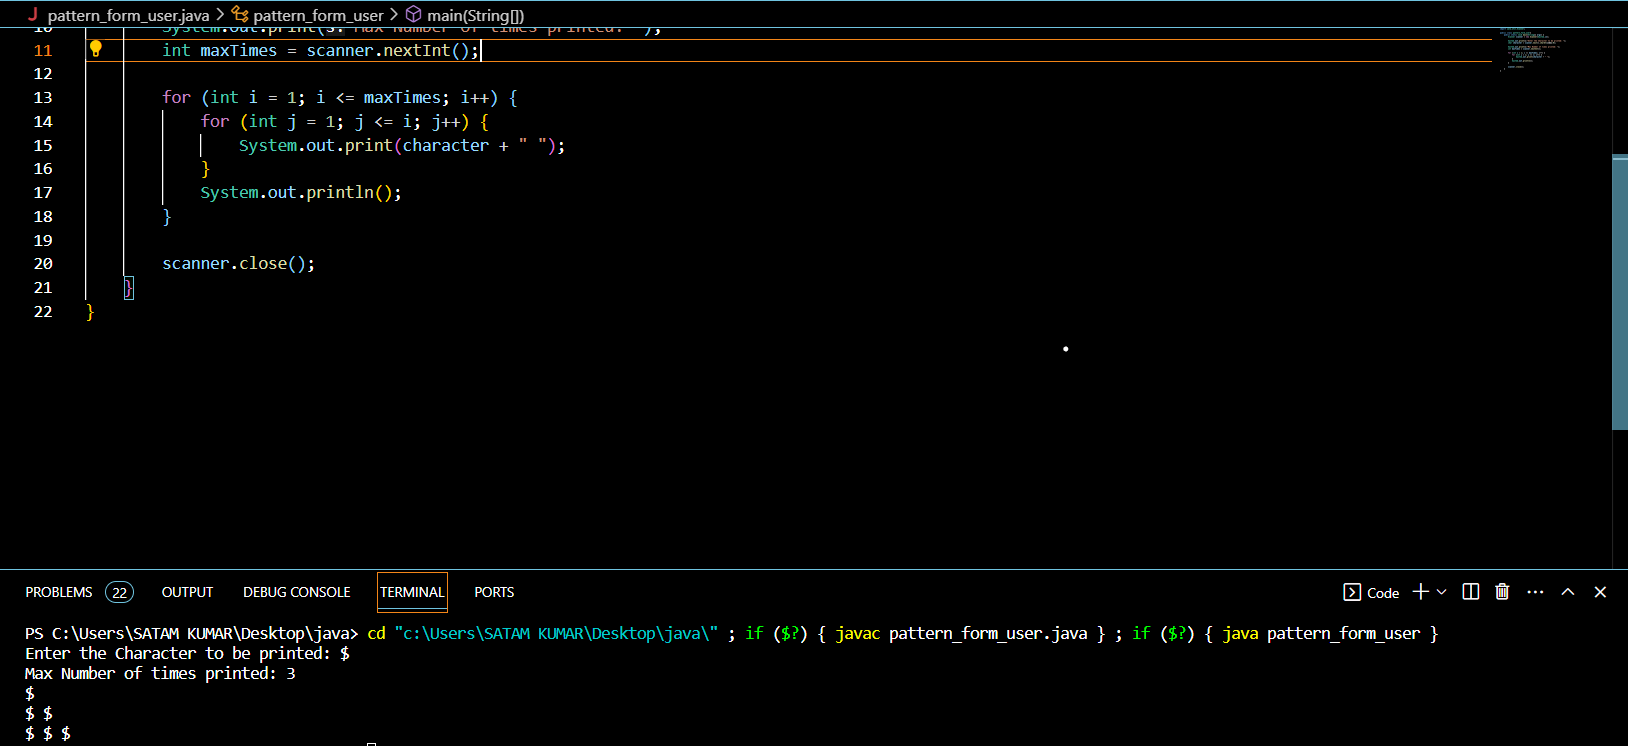 pattern_form_user.java > pattern_form_user > main(String[])
10 System.out.print(s: "Max Number of times printed: ");
11 int maxTimes = scanner.nextInt();
12
13 for (int i = 1; i <= maxTimes; i++) {
14 for (int j = 1; j <= i; j++) {
15 System.out.print(character + " ");
16 }
17 System.out.println();
18 }
19
20 scanner.close();
21 }
22 }
PROBLEMS 22 OUTPUT DEBUG CONSOLE TERMINAL PORTS Code
PS C:\Users\SATAM KUMAR\Desktop\java> cd "c:\Users\SATAM KUMAR\Desktop\java\" ; if ($?) { javac pattern_form_user.java } ; if ($?) { java pattern_form_user }
Enter the Character to be printed: $
Max Number of times printed: 3
$
$ $
$ $ $